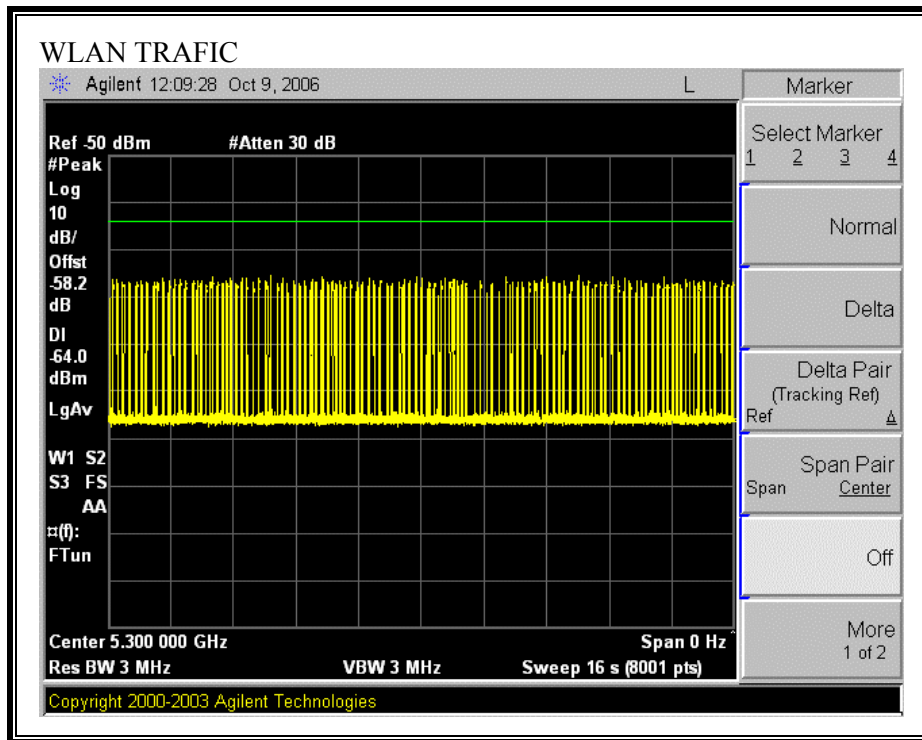 WLAN TRAFIC
Agilent 12:09:28 Oct 9, 2006 L
Ref -50 dBm #Atten 30 dB
#Peak
Log
10
dB/
Offst
-58.2
dB
DI
-64.0
dBm
LgAv
W1 S2
S3 FS
AA
¤(f):
FTun
Center 5.300 000 GHz Span 0 Hz^
Res BW 3 MHz VBW 3 MHz Sweep 16 s (8001 pts)
Copyright 2000-2003 Agilent Technologies
Marker
Select Marker
1 2 3 4
Normal
Delta
Delta Pair
(Tracking Ref)
Ref Δ
Span Pair
Span Center
Off
More
1 of 2